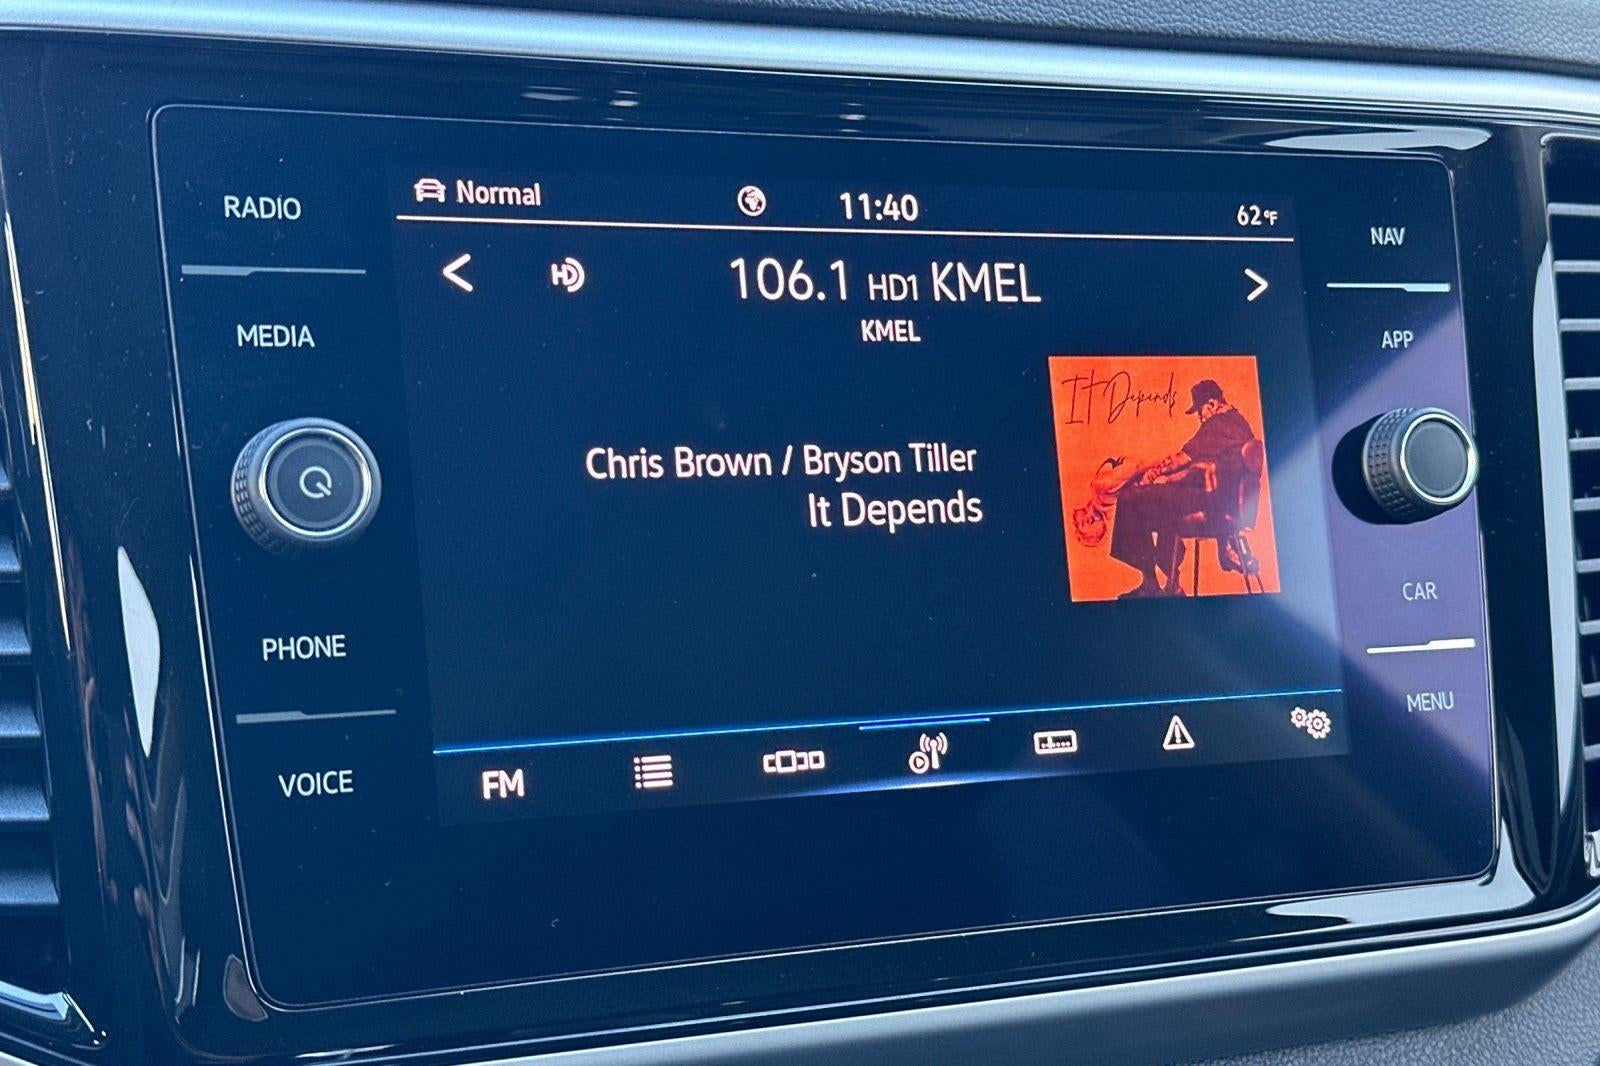 RADIO
MEDIA
PHONE
VOICE
Normal
11:40
62°F
HD
106.1 HD1 KMEL
KMEL
Chris Brown / Bryson Tiller
It Depends
It Depends
FM
NAV
APP
CAR
MENU